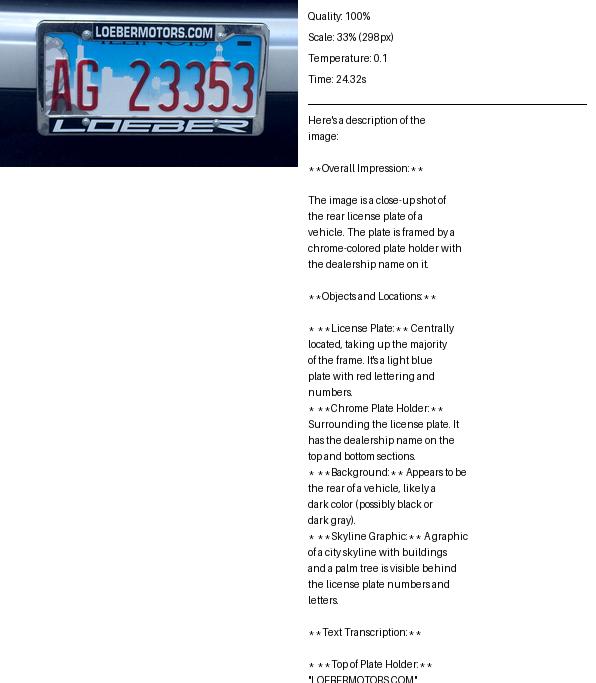 LOEBERMOTORS.COM
AG 23353
LOEBER
Quality: 100%
Scale: 33% (298px)
Temperature: 0.1
Time: 24.32s
Here's a description of the
image:
**Overall Impression:**
The image is a close-up shot of
the rear license plate of a
vehicle. The plate is framed by a
chrome-colored plate holder with
the dealership name on it.
**Objects and Locations:**
* **License Plate:** Centrally
located, taking up the majority
of the frame. It's a light blue
plate with red lettering and
numbers.
* **Chrome Plate Holder:**
Surrounding the license plate. It
has the dealership name on the
top and bottom sections.
* **Background:** Appears to be
the rear of a vehicle, likely a
dark color (possibly black or
dark gray).
* **Skyline Graphic:** A graphic
of a city skyline with buildings
and a palm tree is visible behind
the license plate numbers and
letters.
**Text Transcription:**
* **Top of Plate Holder:**
"LOEBERMOTORS.COM"